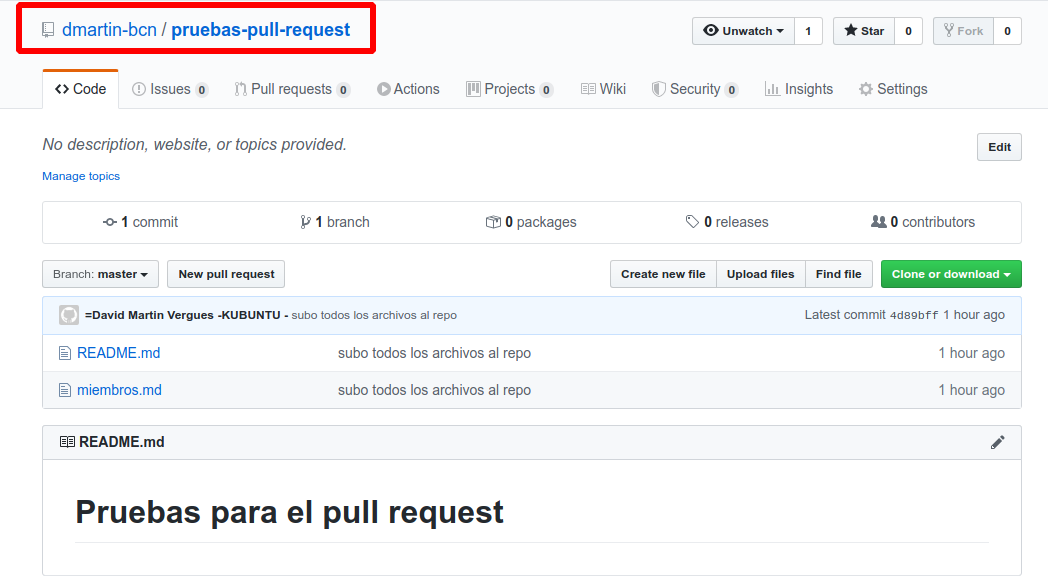 dmartin-bcn / pruebas-pull-request Unwatch 1 Star 0 Fork 0
Code Issues 0 Pull requests 0 Actions Projects 0 Wiki Security 0 Insights Settings
No description, website, or topics provided. Edit
Manage topics
1 commit 1 branch 0 packages 0 releases 0 contributors
Branch: master New pull request Create new file Upload files Find file Clone or download
=David Martin Vergues -KUBUNTU - subo todos los archivos al repo Latest commit 4d89bff 1 hour ago
README.md subo todos los archivos al repo 1 hour ago
miembros.md subo todos los archivos al repo 1 hour ago
README.md
Pruebas para el pull request